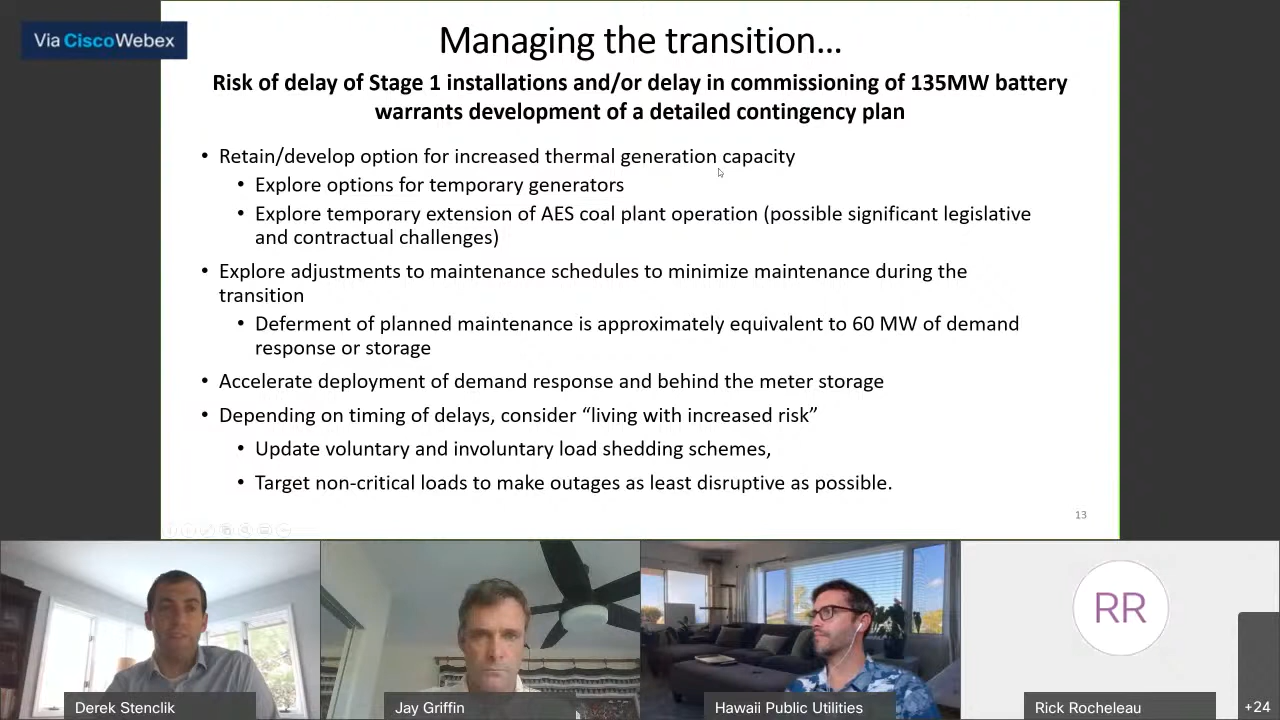 Via Cisco Webex
Managing the transition...
Risk of delay of Stage 1 installations and/or delay in commissioning of 135MW battery
warrants development of a detailed contingency plan
• Retain/develop option for increased thermal generation capacity
• Explore options for temporary generators
• Explore temporary extension of AES coal plant operation (possible significant legislative
and contractual challenges)
• Explore adjustments to maintenance schedules to minimize maintenance during the
transition
• Deferment of planned maintenance is approximately equivalent to 60 MW of demand
response or storage
• Accelerate deployment of demand response and behind the meter storage
• Depending on timing of delays, consider “living with increased risk”
• Update voluntary and involuntary load shedding schemes,
• Target non-critical loads to make outages as least disruptive as possible.
13
RR
Derek Stenclik
Jay Griffin
Hawaii Public Utilities
Rick Rocheleau
+24